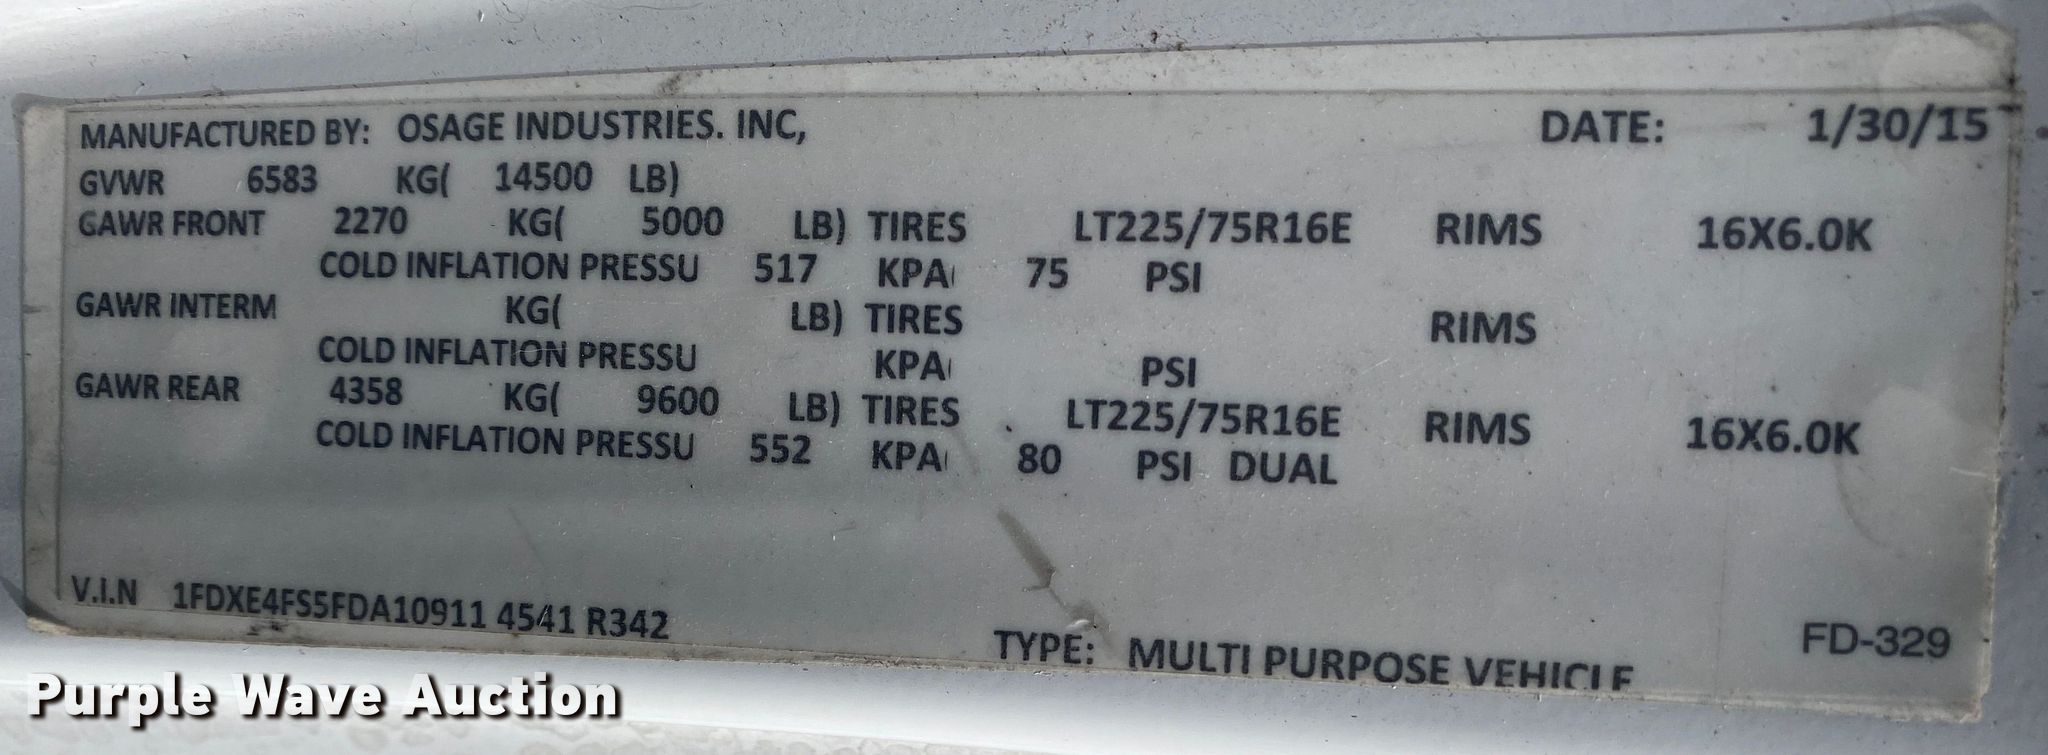 MANUFACTURED BY: OSAGE INDUSTRIES. INC, DATE: 1/30/15
GVWR 6583 KG( 14500 LB)
GAWR FRONT 2270 KG( 5000 LB) TIRES LT225/75R16E RIMS 16X6.0K
COLD INFLATION PRESSU 517 KPA( 75 PSI
GAWR INTERM KG( LB) TIRES RIMS
COLD INFLATION PRESSU KPA( PSI
GAWR REAR 4358 KG( 9600 LB) TIRES LT225/75R16E RIMS 16X6.0K
COLD INFLATION PRESSU 552 KPA( 80 PSI DUAL
V.I.N 1FDXE4FS5FDA10911 4541 R342
TYPE: MULTI PURPOSE VEHICLE
FD-329
Purple Wave Auction